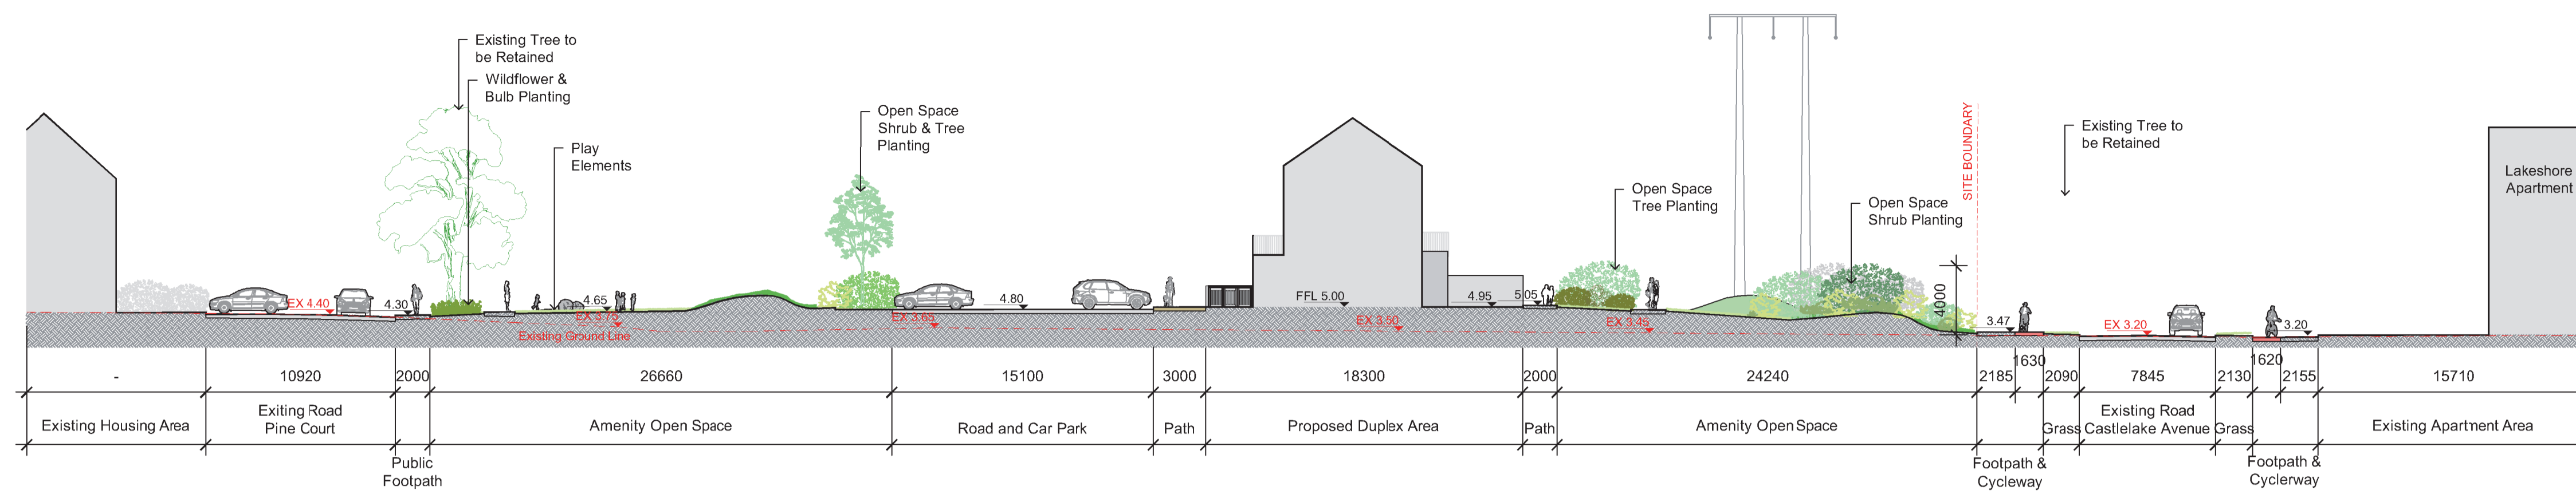 Existing Tree to
be Retained
Wildflower &
Bulb Planting
Play
Elements
Open Space
Shrub & Tree
Planting
Open Space
Tree Planting
Open Space
Shrub Planting
SITE BOUNDARY
Existing Tree to
be Retained
Lakeshore
Apartment
EX 4.40
4.30
4.65
EX 3.75
Existing Ground Line
EX 3.65
4.80
FFL 5.00
EX 3.50
4.95
5.05
EX 3.45
4000
3.47
EX 3.20
3.20
-
10920
2000
26660
15100
3000
18300
2000
24240
2185
1630
2090
7845
2130
1620
2155
15710
Existing Housing Area
Exiting Road
Pine Court
Public
Footpath
Amenity Open Space
Road and Car Park
Path
Proposed Duplex Area
Path
Amenity Open Space
Footpath &
Cycleway
Grass
Existing Road
Castlelake Avenue
Grass
Footpath &
Cyclerway
Existing Apartment Area